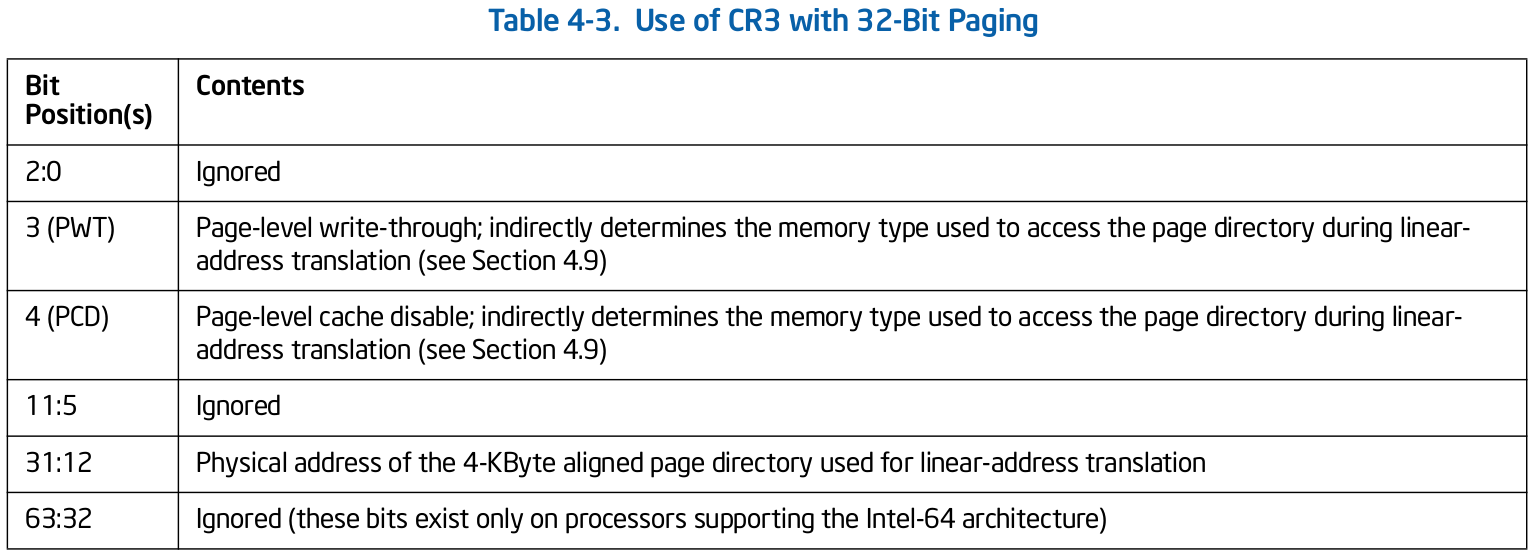 Table 4-3. Use of CR3 with 32-Bit Paging
Bit
Position(s)
Contents
2:0
Ignored
3 (PWT)
Page-level write-through; indirectly determines the memory type used to access the page directory during linear-
address translation (see Section 4.9)
4 (PCD)
Page-level cache disable; indirectly determines the memory type used to access the page directory during linear-
address translation (see Section 4.9)
11:5
Ignored
31:12
Physical address of the 4-KByte aligned page directory used for linear-address translation
63:32
Ignored (these bits exist only on processors supporting the Intel-64 architecture)